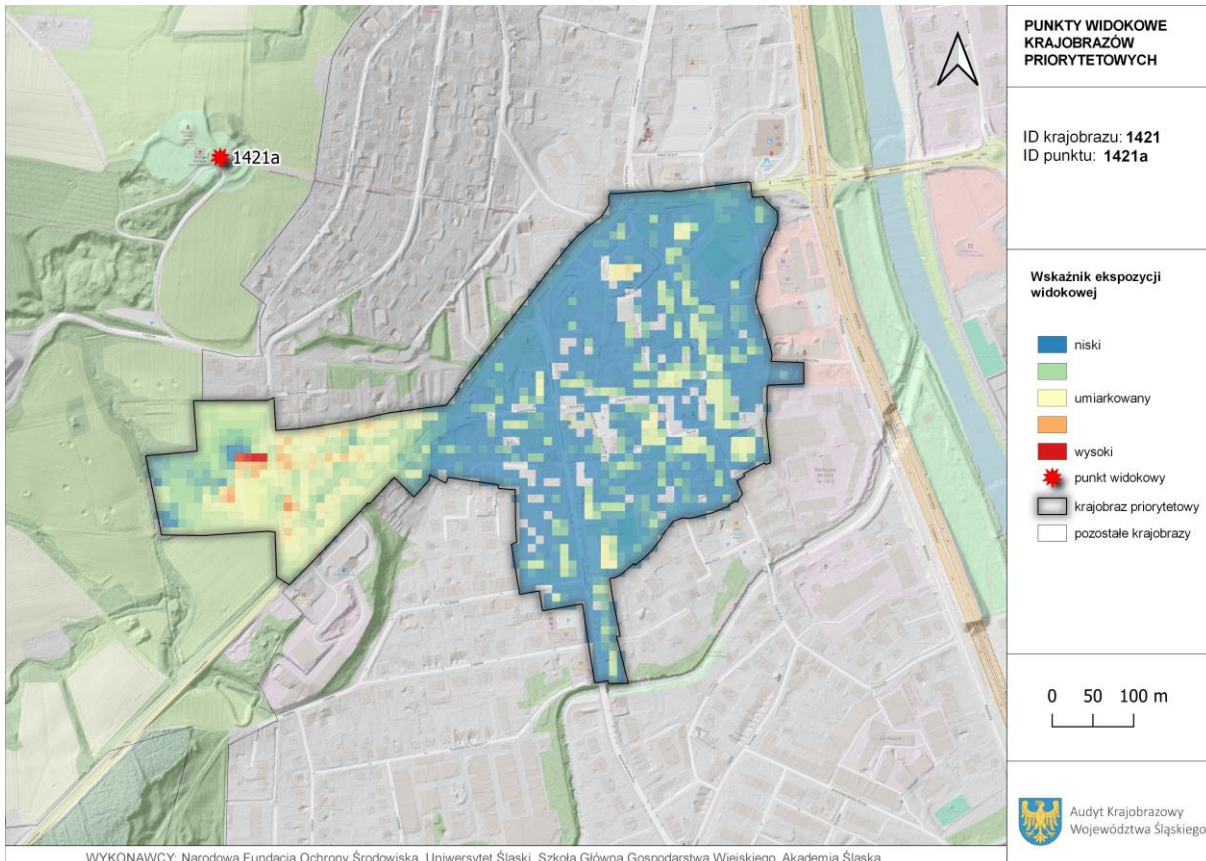 1421a
PUNKTY WIDOKOWE
KRAJOBRAZÓW
PRIORYTETOWYCH
ID krajobrazu: 1421
ID punktu: 1421a
Wskaźnik ekspozycji
widokowej
niski
umiarkowany
wysoki
punkt widokowy
krajobraz priorytetowy
pozostałe krajobrazy
0 50 100 m
Audyt Krajobrazowy
Województwa Śląskiego
WYKONAWCY: Narodowa Fundacja Ochrony Środowiska, Uniwersytet Śląski, Szkoła Główna Gospodarstwa Wiejskiego, Akademia Śląska